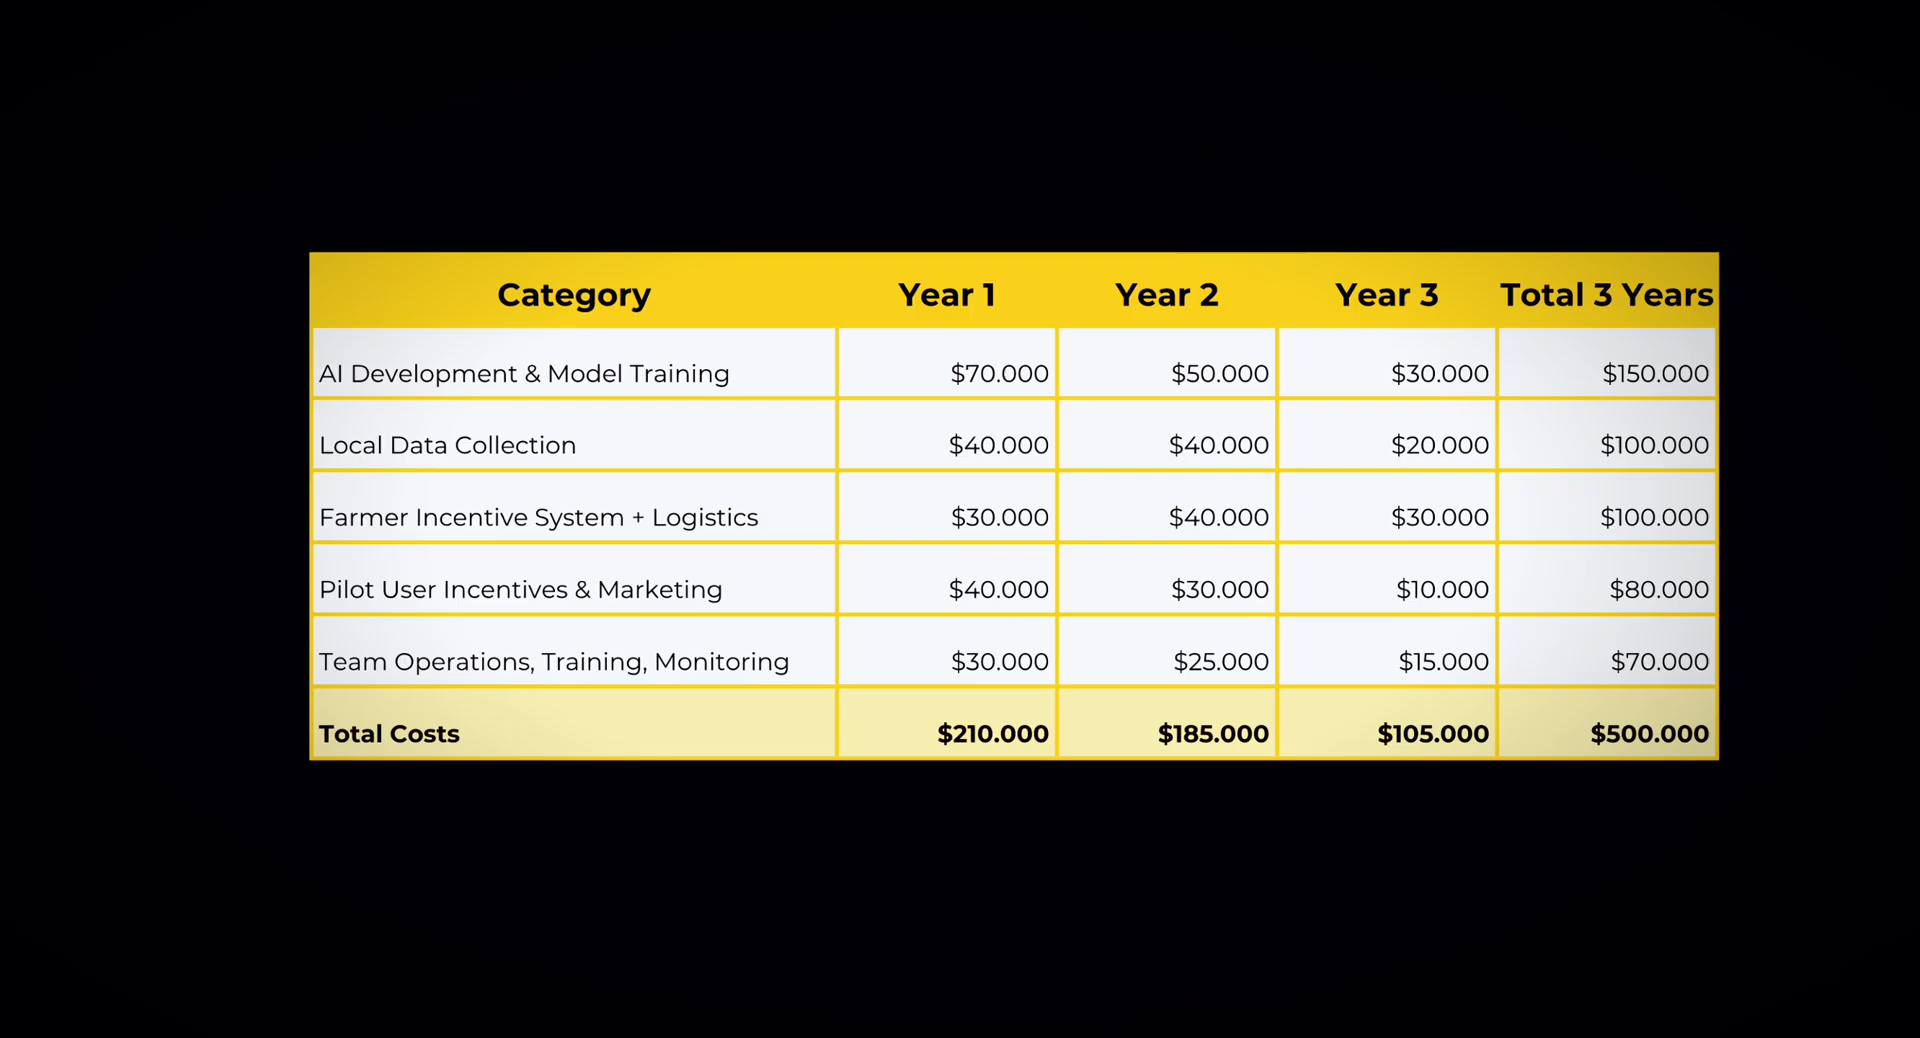 Category Year 1 Year 2 Year 3 Total 3 Years
AI Development & Model Training $70.000 $50.000 $30.000 $150.000
Local Data Collection $40.000 $40.000 $20.000 $100.000
Farmer Incentive System + Logistics $30.000 $40.000 $30.000 $100.000
Pilot User Incentives & Marketing $40.000 $30.000 $10.000 $80.000
Team Operations, Training, Monitoring $30.000 $25.000 $15.000 $70.000
Total Costs $210.000 $185.000 $105.000 $500.000